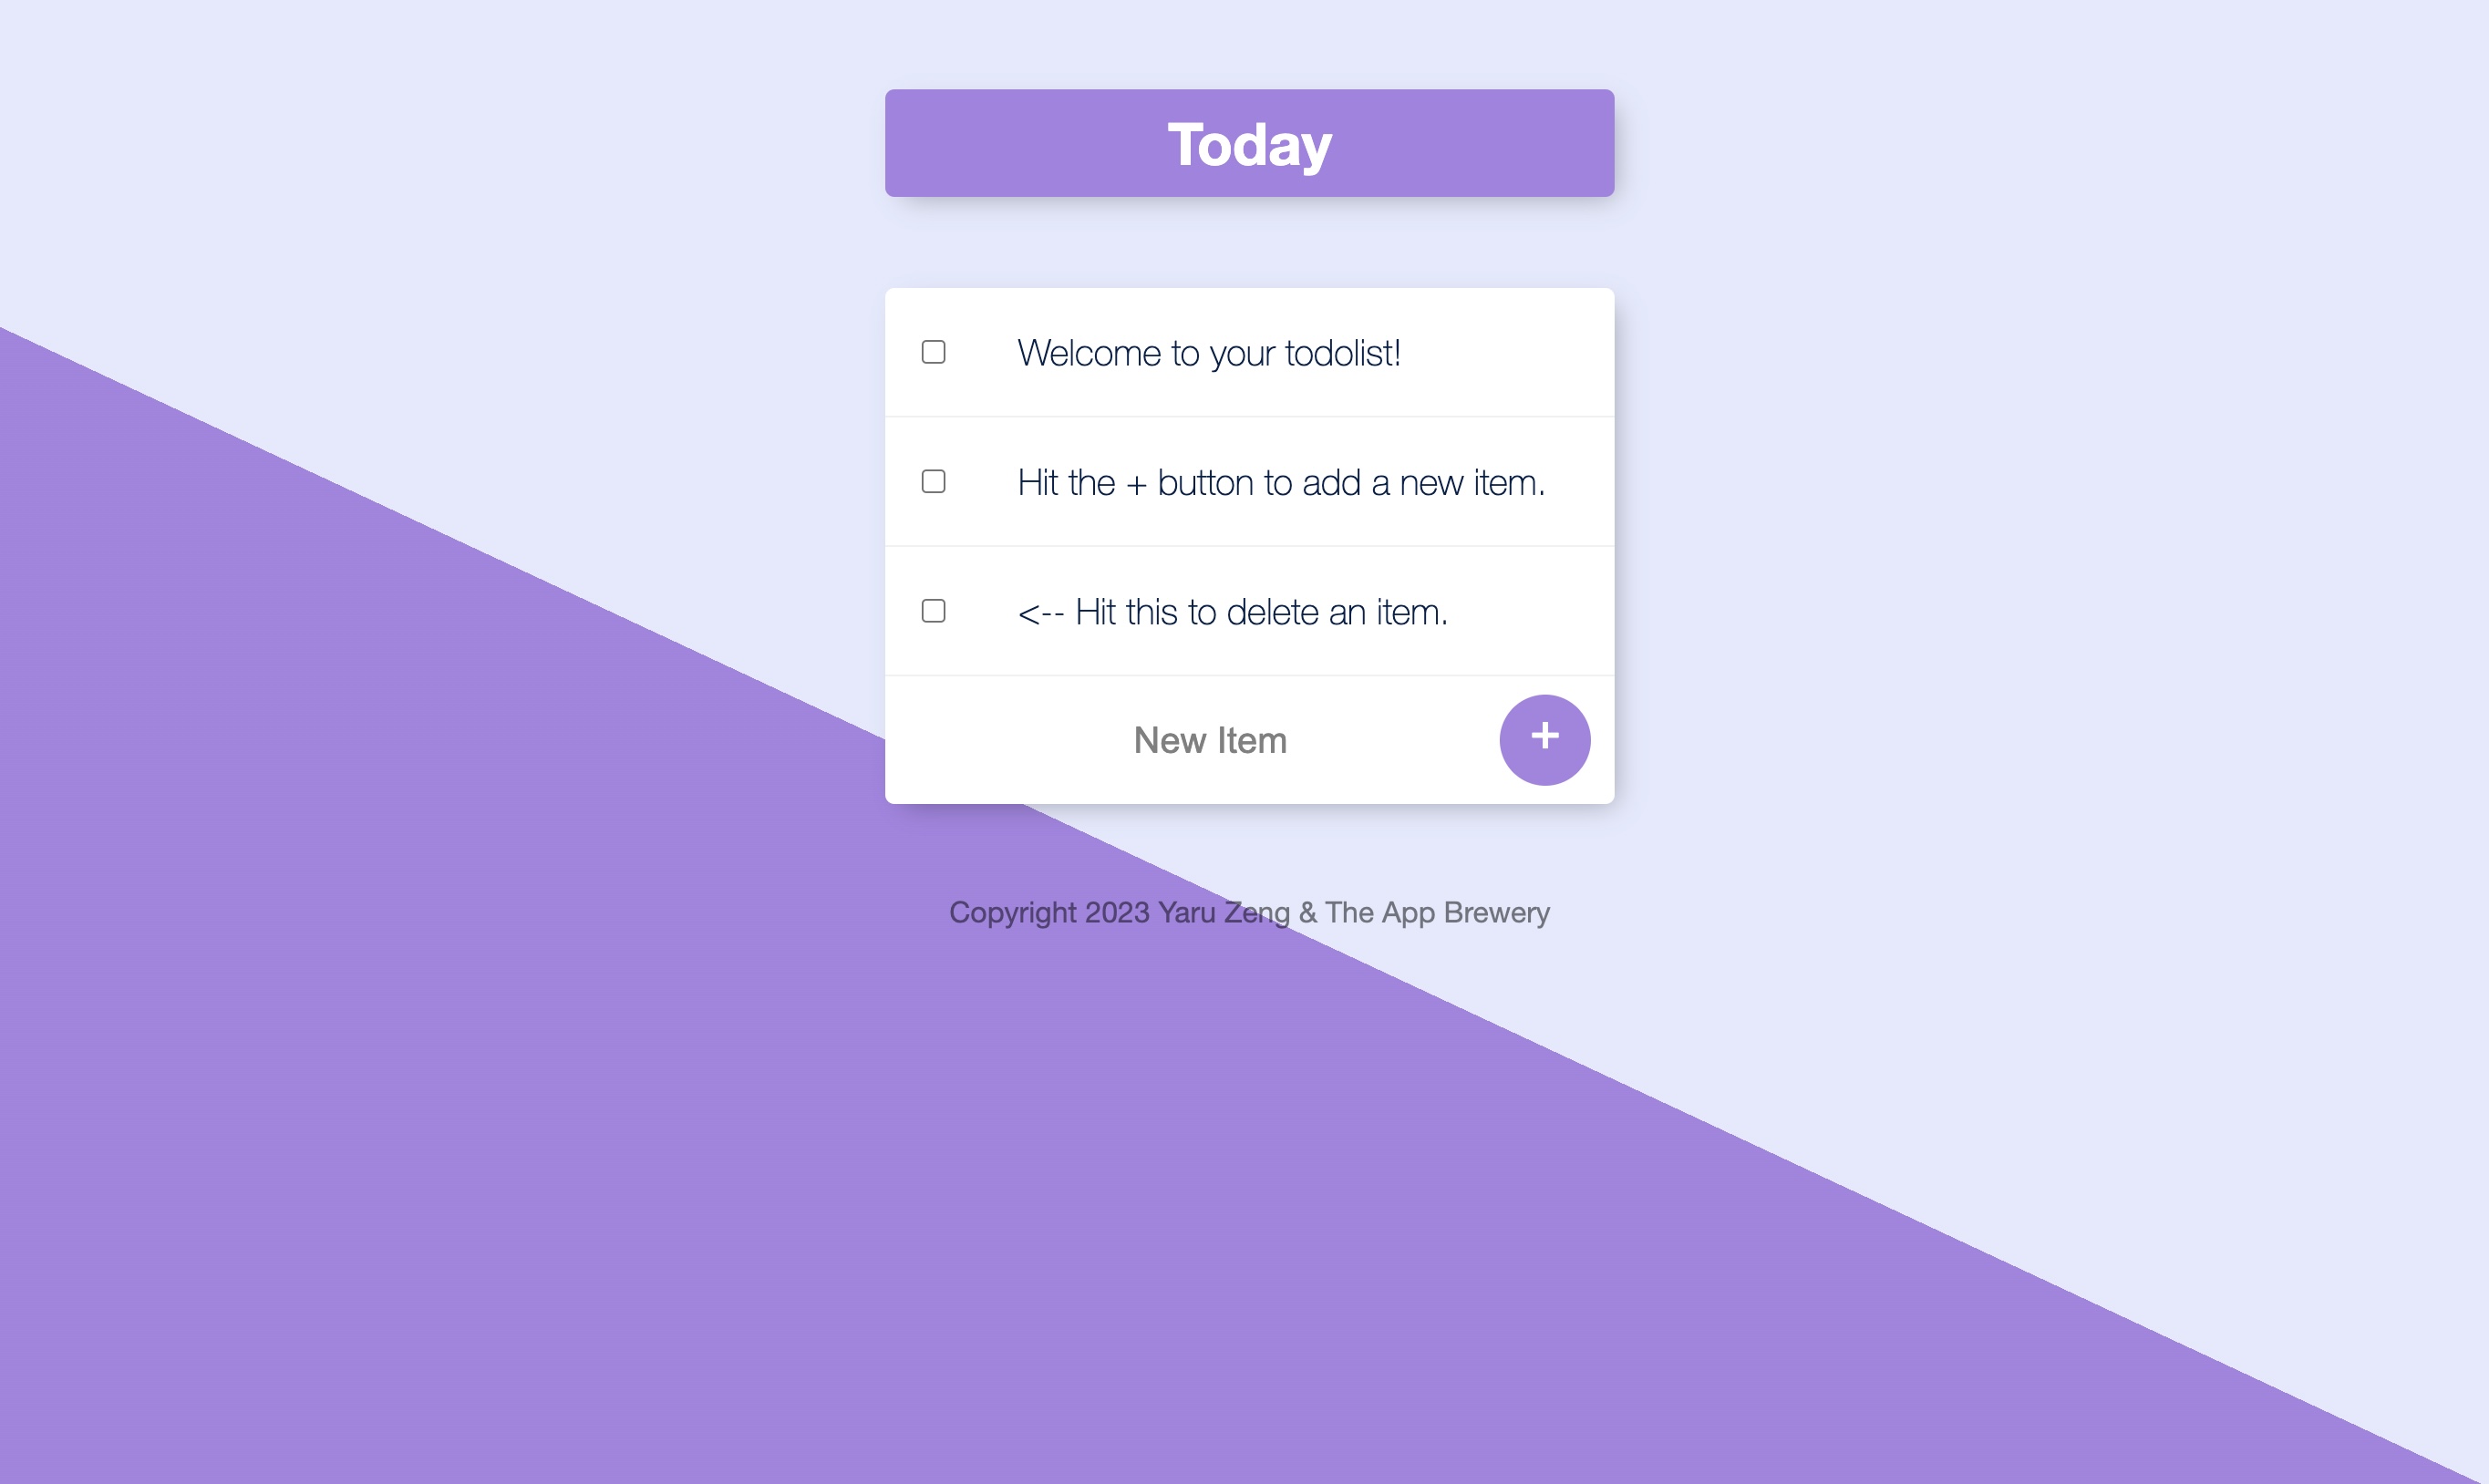 Today
Welcome to your todolist!
Hit the + button to add a new item.
<-- Hit this to delete an item.
New Item
+
Copyright 2023 Yaru Zeng & The App Brewery